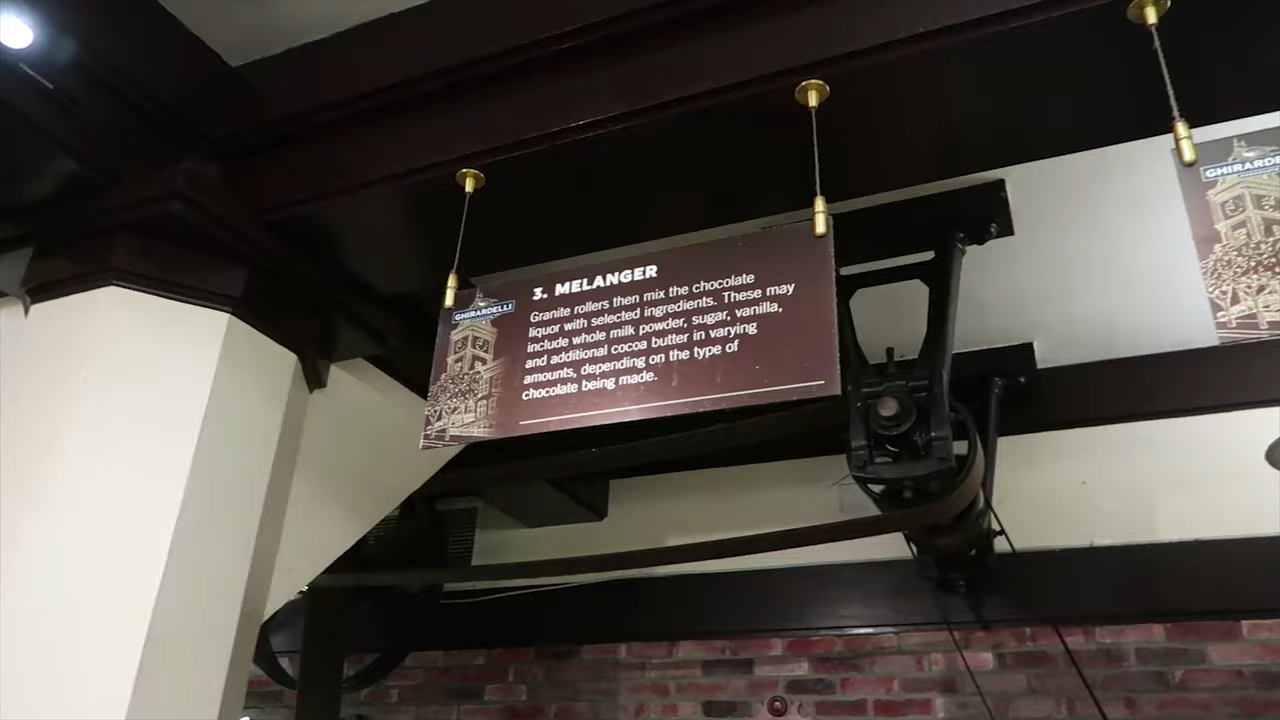 3. MELANGER
Granite rollers then mix the chocolate
liquor with selected ingredients. These may
include whole milk powder, sugar, vanilla,
and additional cocoa butter in varying
amounts, depending on the type of
chocolate being made.
GHIRARDELLI
GHIRARDE